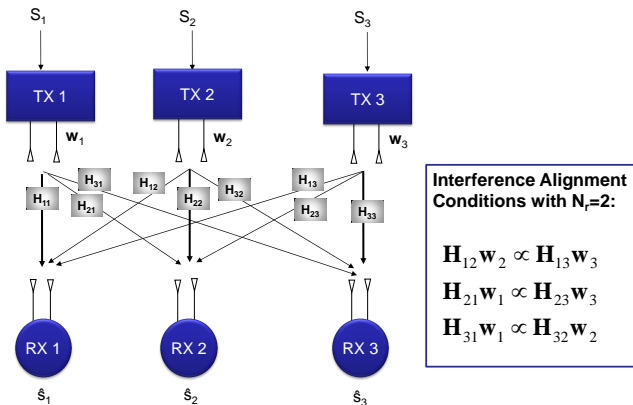 S₁ S₂ S₃
TX 1 TX 2 TX 3
w₁ w₂ w₃
H₃₁ H₁₂ H₃₂ H₁₃
H₁₁ H₂₁ H₂₂ H₂₃ H₃₃
RX 1 RX 2 RX 3
ŝ₁ ŝ₂ ŝ₃
Interference Alignment
Conditions with Nᵣ=2:
H₁₂w₂ ∝ H₁₃w₃
H₂₁w₁ ∝ H₂₃w₃
H₃₁w₁ ∝ H₃₂w₂